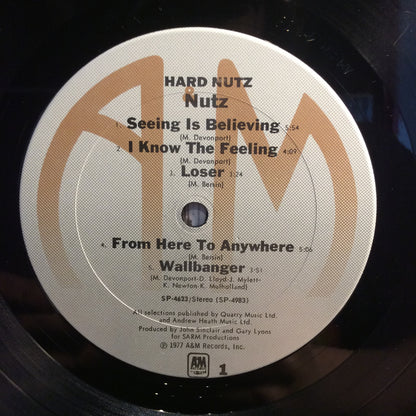 HARD NUTZ
Nutz
1. Seeing Is Believing 5:54
(M. Devonport)
2. I Know The Feeling 4:09
(M. Devonport)
3. Loser 1:24
(M. Bersin)
4. From Here To Anywhere 5:06
(M. Bersin)
5. Wallbanger 3:51
(M. Devonport-D. Lloyd-J. Mylett-
K. Newton-K. Mulholland)
SP-4623/Stereo (SP-4983)
All selections published by Quarry Music Ltd.
and Andrew Heath Music Ltd.
Produced by John Sinclair and Gary Lyons
for SARM Productions
℗ 1977 A&M Records, Inc.
A&M
1
A&M